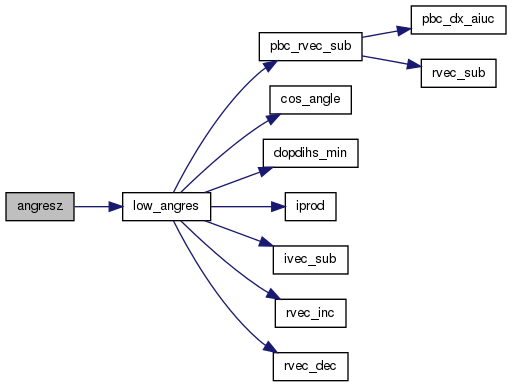 angresz
low_angres
pbc_rvec_sub
cos_angle
dopdihs_min
iprod
ivec_sub
rvec_inc
rvec_dec
pbc_dx_aiuc
rvec_sub